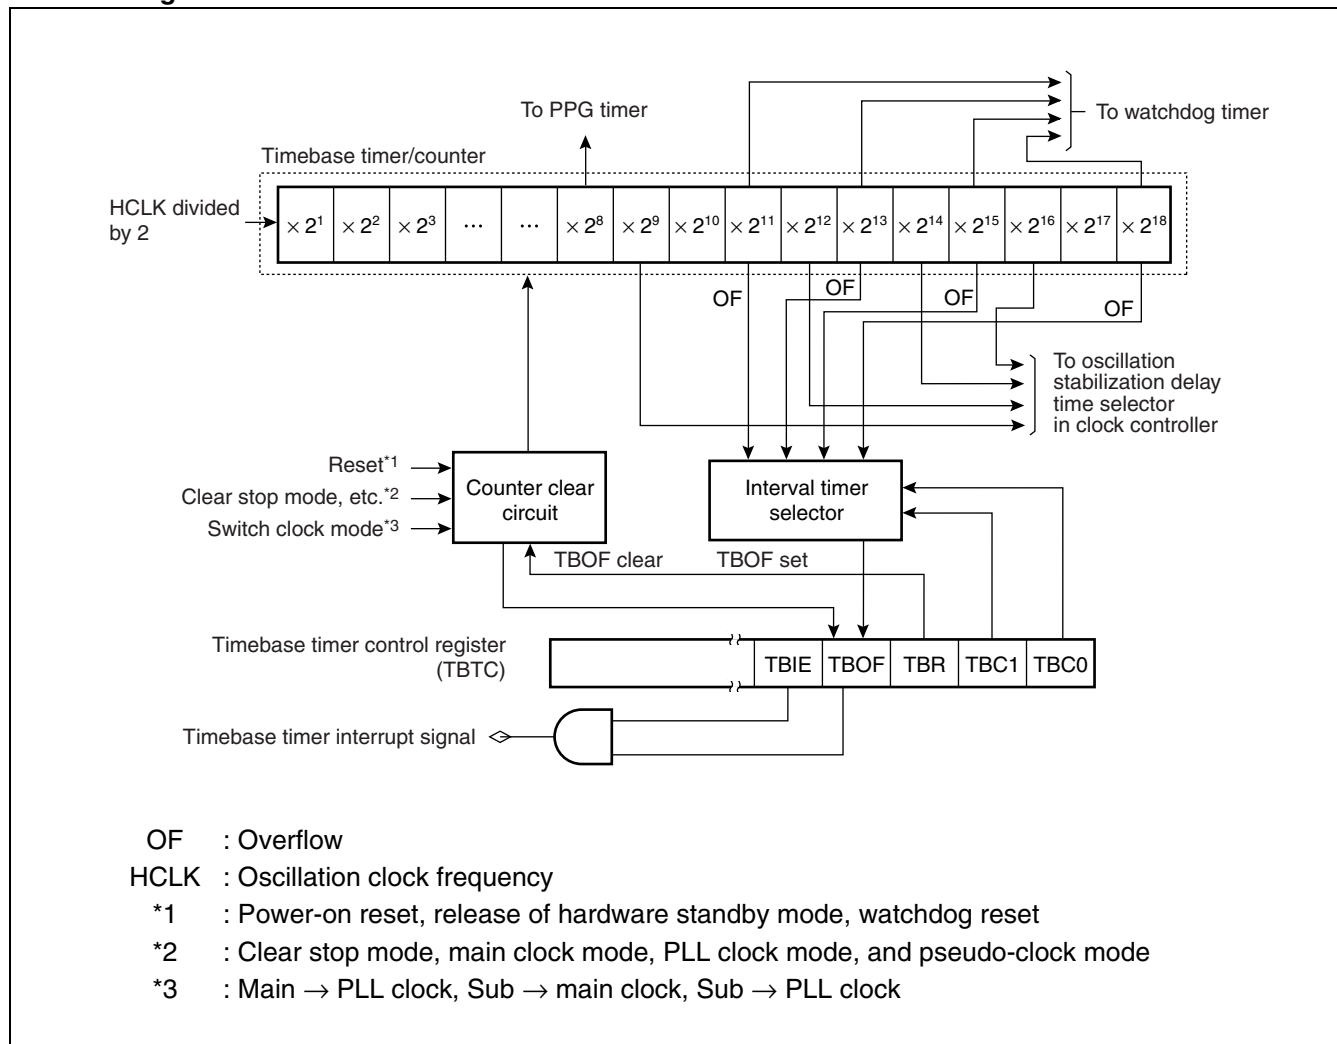 To PPG timer
To watchdog timer
Timebase timer/counter
HCLK divided
by 2
× 2¹ × 2² × 2³ ... ... × 2⁸ × 2⁹ × 2¹⁰ × 2¹¹ × 2¹² × 2¹³ × 2¹⁴ × 2¹⁵ × 2¹⁶ × 2¹⁷ × 2¹⁸
OF OF OF OF
To oscillation
stabilization delay
time selector
in clock controller
Reset*1
Clear stop mode, etc.*2
Switch clock mode*3
Counter clear
circuit
Interval timer
selector
TBOF clear TBOF set
Timebase timer control register
(TBTC)
TBIE TBOF TBR TBC1 TBC0
Timebase timer interrupt signal
OF : Overflow
HCLK : Oscillation clock frequency
*1 : Power-on reset, release of hardware standby mode, watchdog reset
*2 : Clear stop mode, main clock mode, PLL clock mode, and pseudo-clock mode
*3 : Main → PLL clock, Sub → main clock, Sub → PLL clock